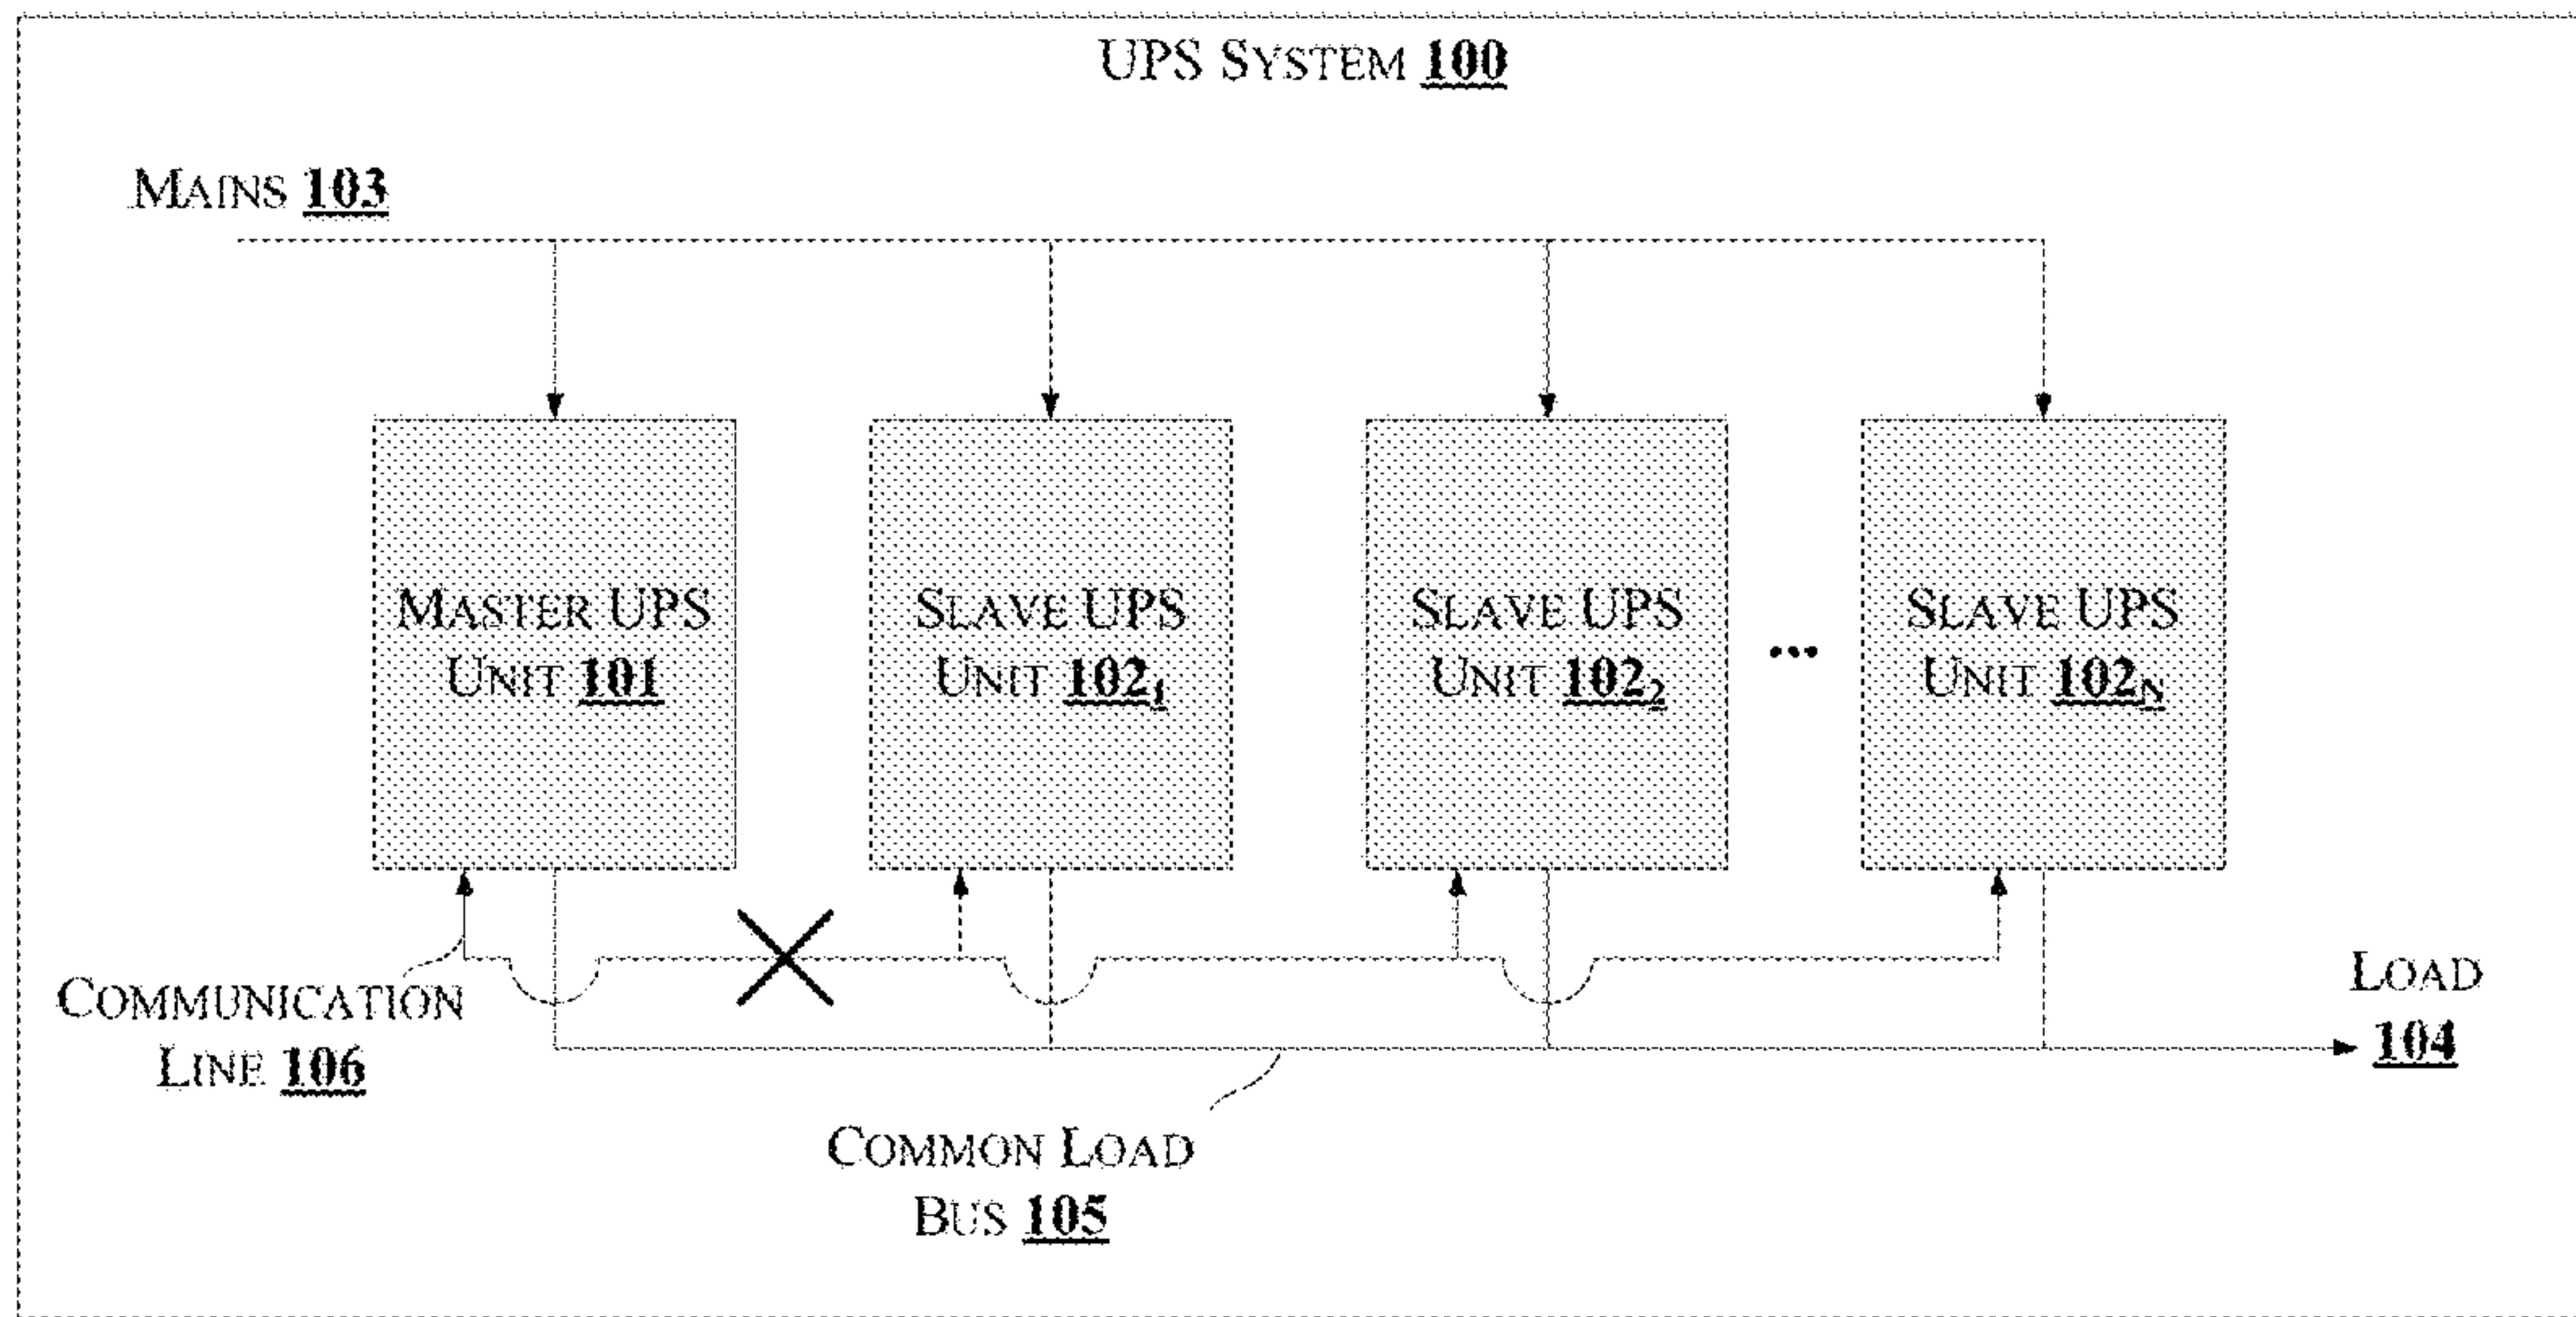 UPS SYSTEM 100
MAINS 103
MASTER UPS
UNIT 101
SLAVE UPS
UNIT 102₁
SLAVE UPS
UNIT 102₂
...
SLAVE UPS
UNIT 102N
COMMUNICATION
LINE 106
LOAD
104
COMMON LOAD
BUS 105